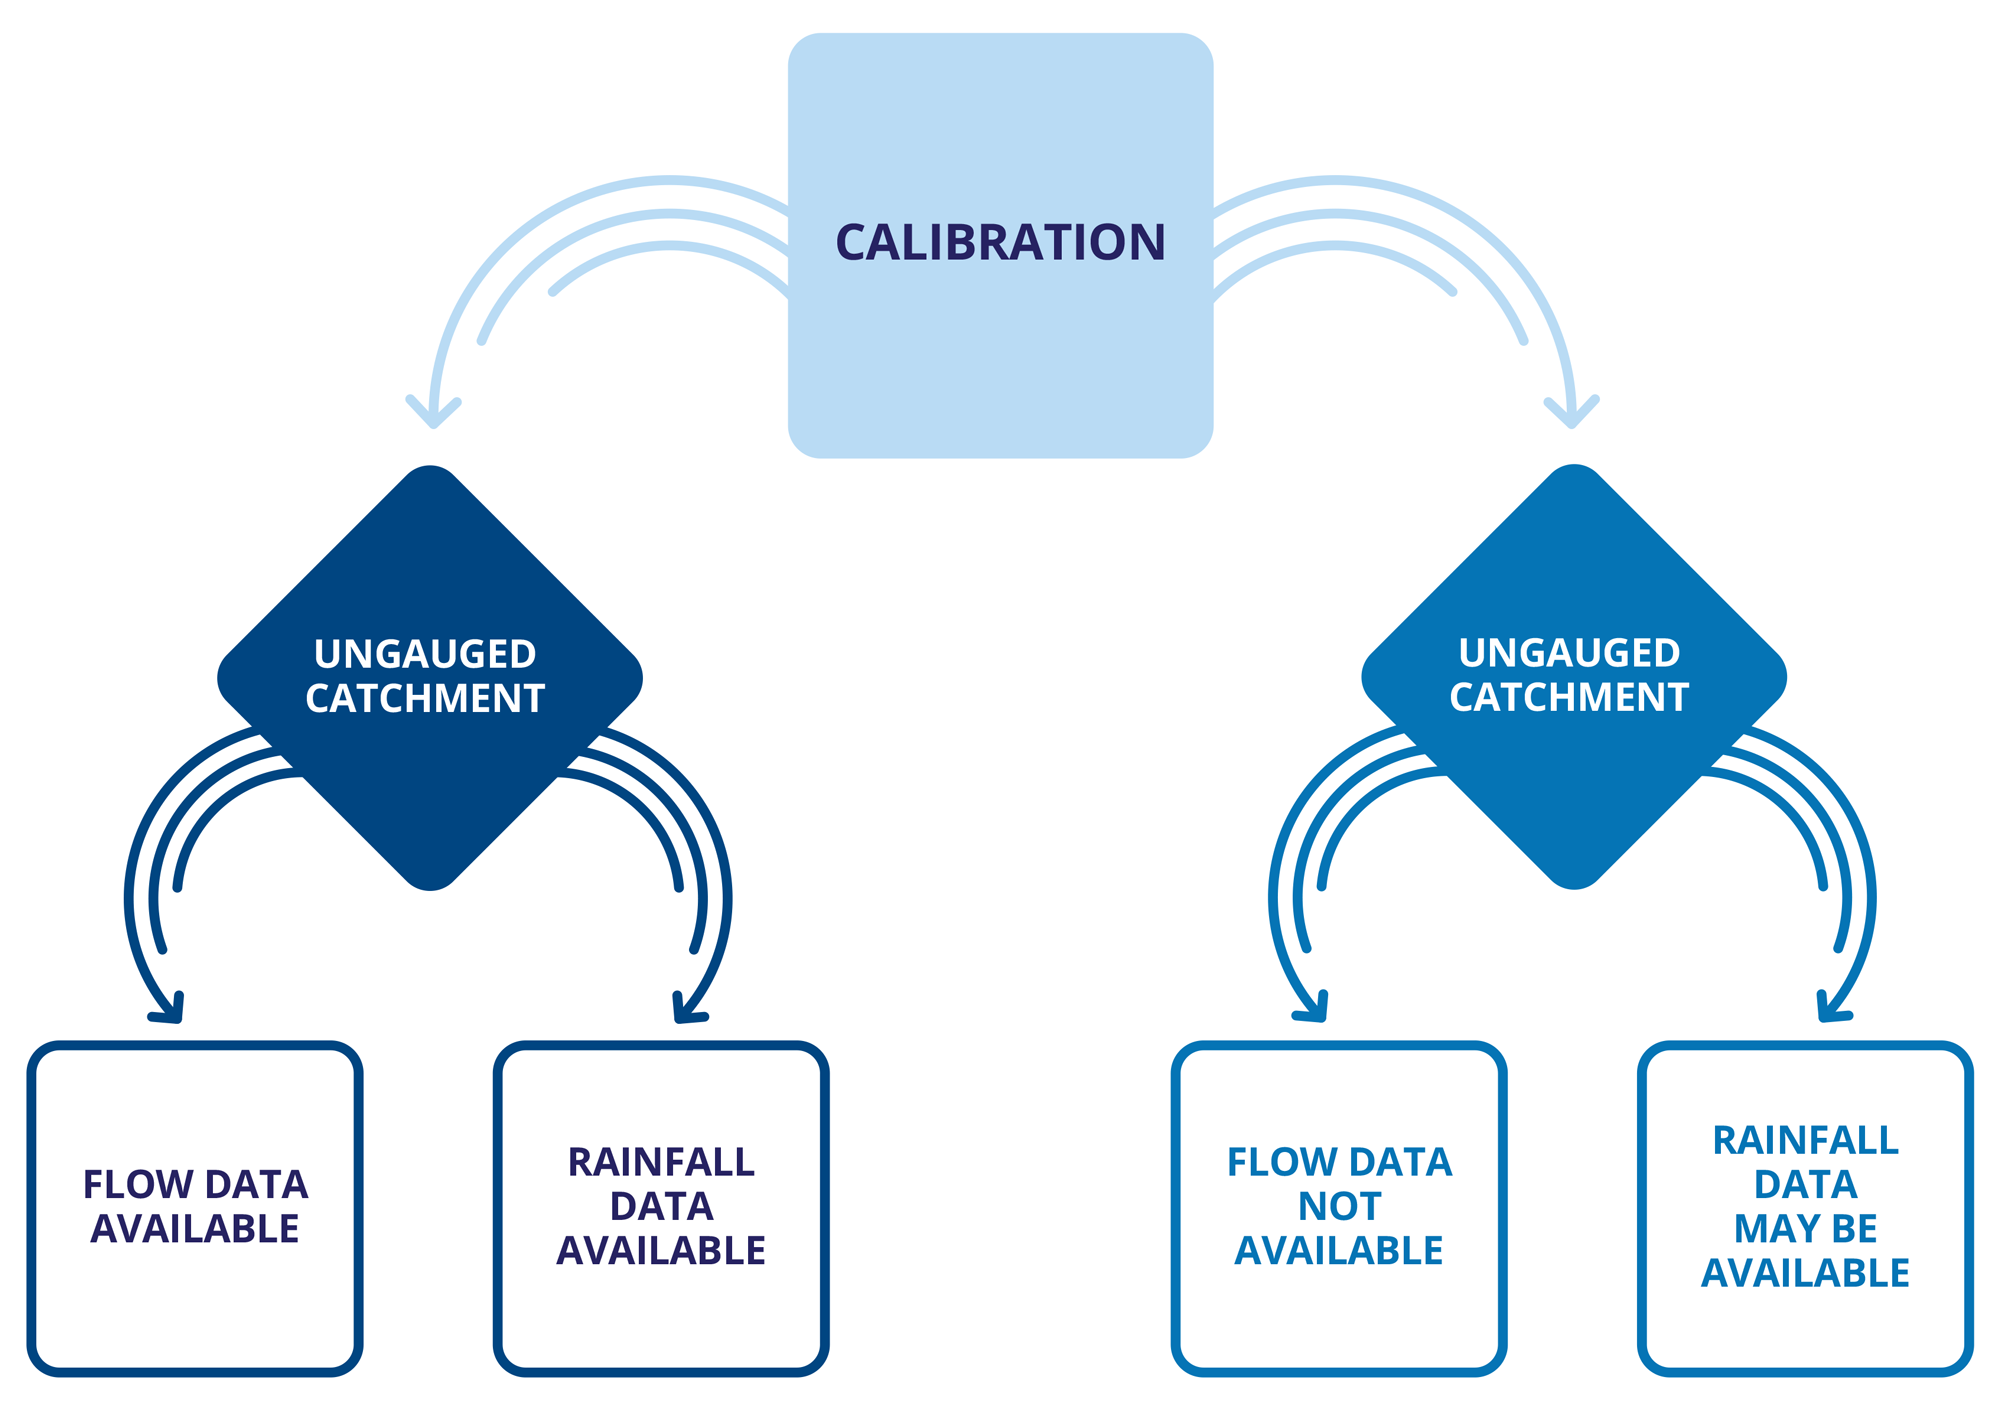 CALIBRATION
UNGAUGED
CATCHMENT
UNGAUGED
CATCHMENT
FLOW DATA
AVAILABLE
RAINFALL
DATA
AVAILABLE
FLOW DATA
NOT
AVAILABLE
RAINFALL
DATA
MAY BE
AVAILABLE